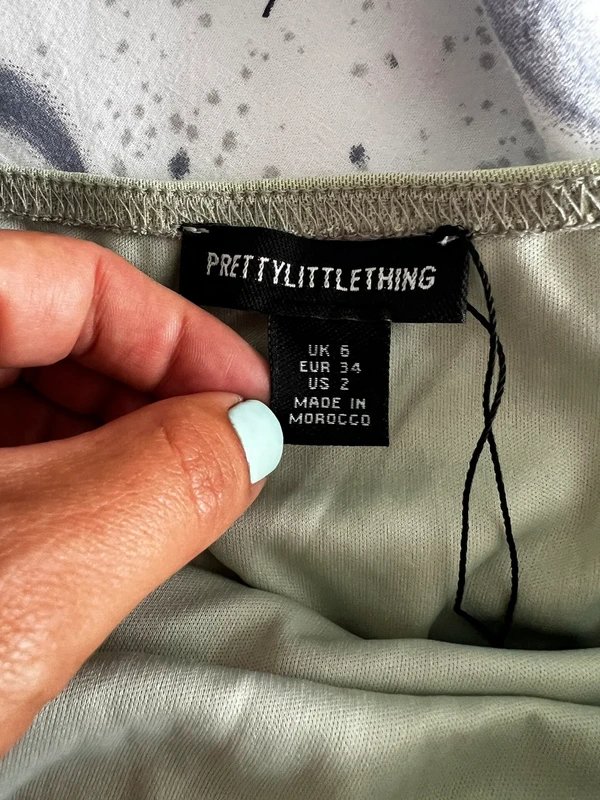 PRETTYLITTLETHING
UK 6
EUR 34
US 2
MADE IN
MOROCCO